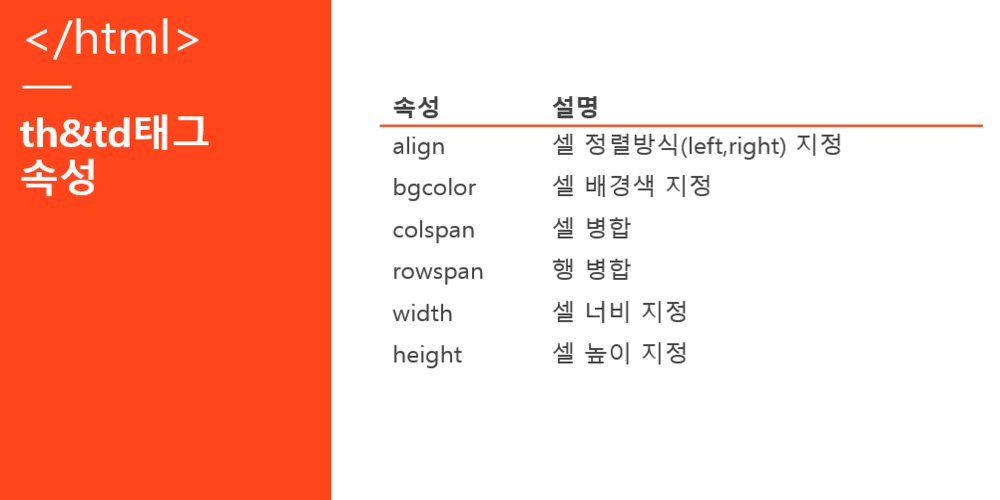 </html>
th&td태그
속성
속성 설명
align 셀 정렬방식(left,right) 지정
bgcolor 셀 배경색 지정
colspan 셀 병합
rowspan 행 병합
width 셀 너비 지정
height 셀 높이 지정